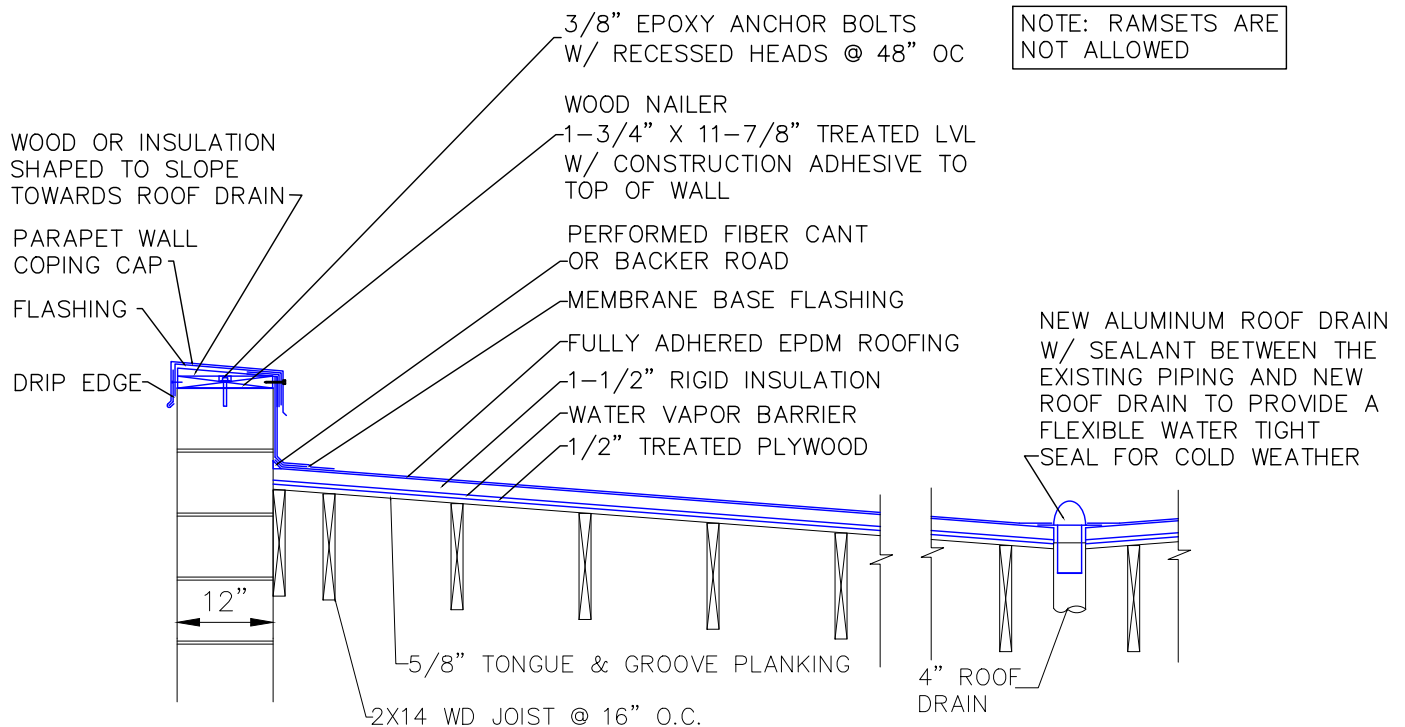 3/8” EPOXY ANCHOR BOLTS
W/ RECESSED HEADS @ 48” OC
NOTE: RAMSETS ARE
NOT ALLOWED
WOOD NAILER
1-3/4” X 11-7/8” TREATED LVL
W/ CONSTRUCTION ADHESIVE TO
TOP OF WALL
WOOD OR INSULATION
SHAPED TO SLOPE
TOWARDS ROOF DRAIN
PARAPET WALL
COPING CAP
FLASHING
DRIP EDGE
PERFORMED FIBER CANT
OR BACKER ROAD
MEMBRANE BASE FLASHING
FULLY ADHERED EPDM ROOFING
1-1/2” RIGID INSULATION
WATER VAPOR BARRIER
1/2” TREATED PLYWOOD
NEW ALUMINUM ROOF DRAIN
W/ SEALANT BETWEEN THE
EXISTING PIPING AND NEW
ROOF DRAIN TO PROVIDE A
FLEXIBLE WATER TIGHT
SEAL FOR COLD WEATHER
12”
5/8” TONGUE & GROOVE PLANKING
2X14 WD JOIST @ 16” O.C.
4” ROOF
DRAIN